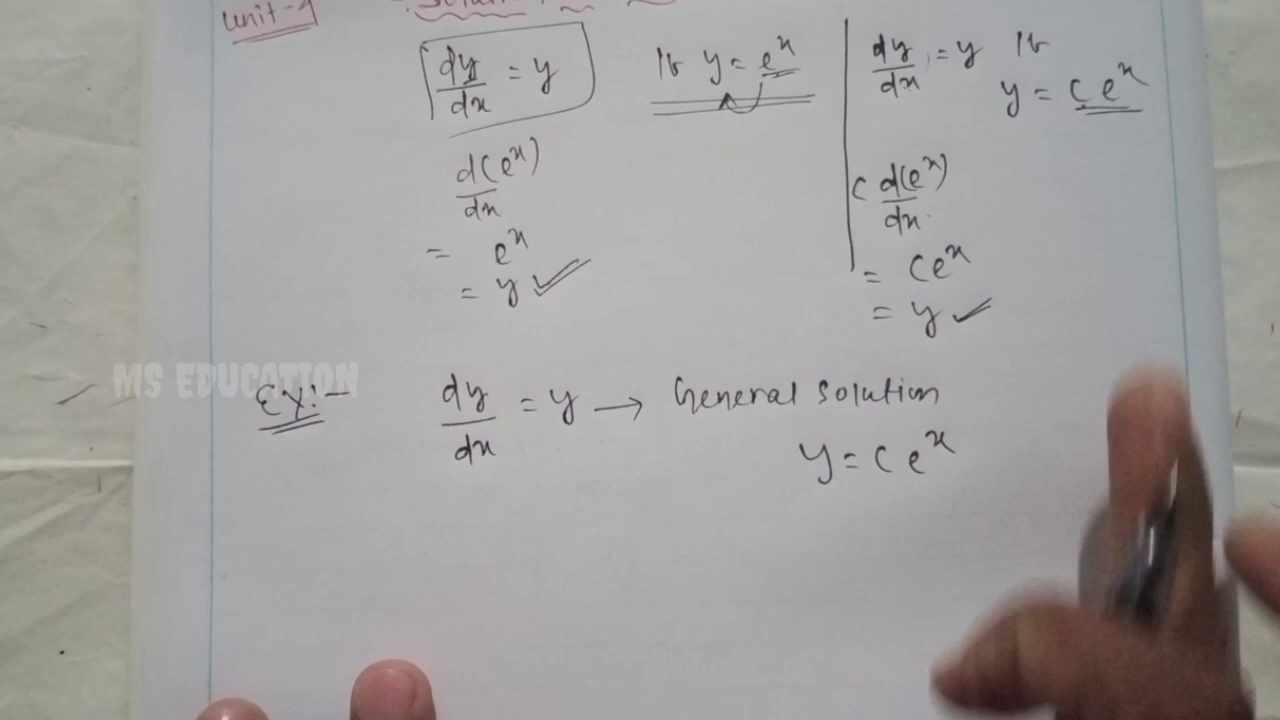 Unit-1
dy/dx = y
If y = e^x
d(e^x)/dx
= e^x
= y ✓
dy/dx = y If
y = ce^x
c d(e^x)/dx
= ce^x
= y ✓
MS EDUCATION
Ex:-
dy/dx = y → General solution
y = ce^x